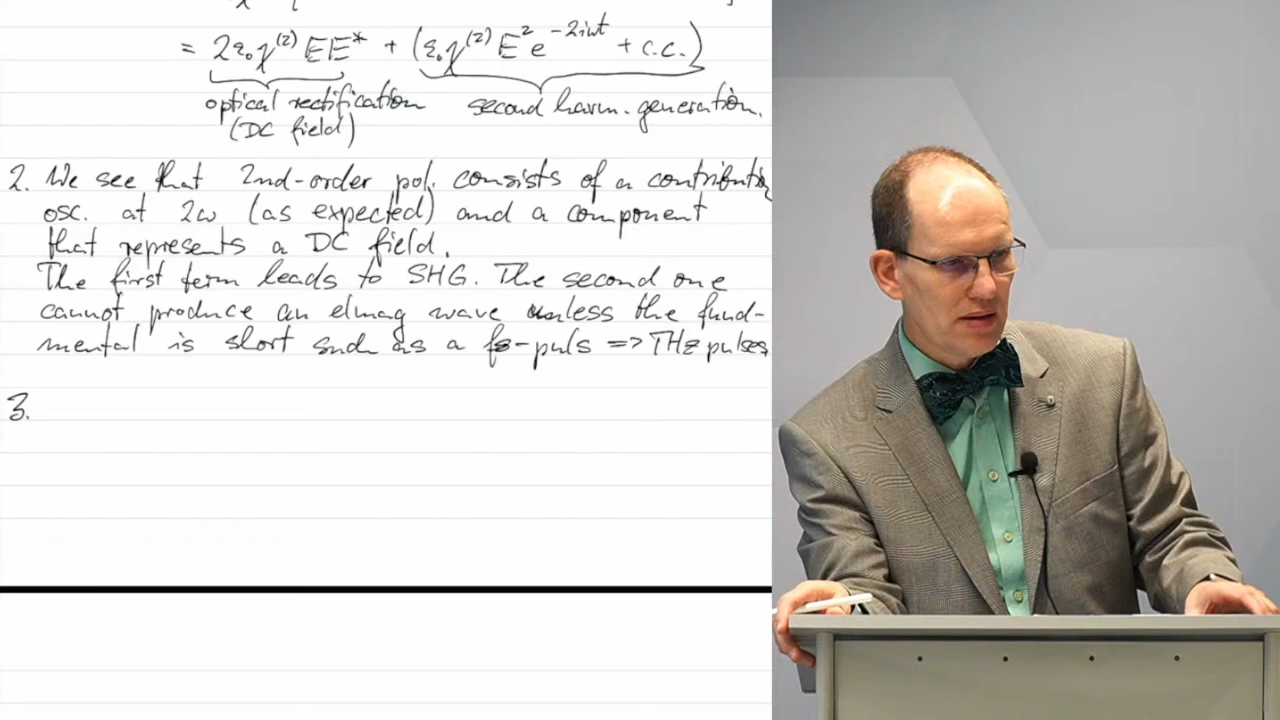 = 2ε₀χ⁽²⁾ E E* + (ε₀χ⁽²⁾ E² e^{-2iωt} + c.c.)
optical rectification second harm. generation.
(DC field)
2. We see that 2nd-order pol. consists of a contribution
osc. at 2ω (as expected) and a component
that represents a DC field.
The first term leads to SHG. The second one
cannot produce an elmag wave unless the fund-
mental is short such as a fs-puls => THz pulses
3.